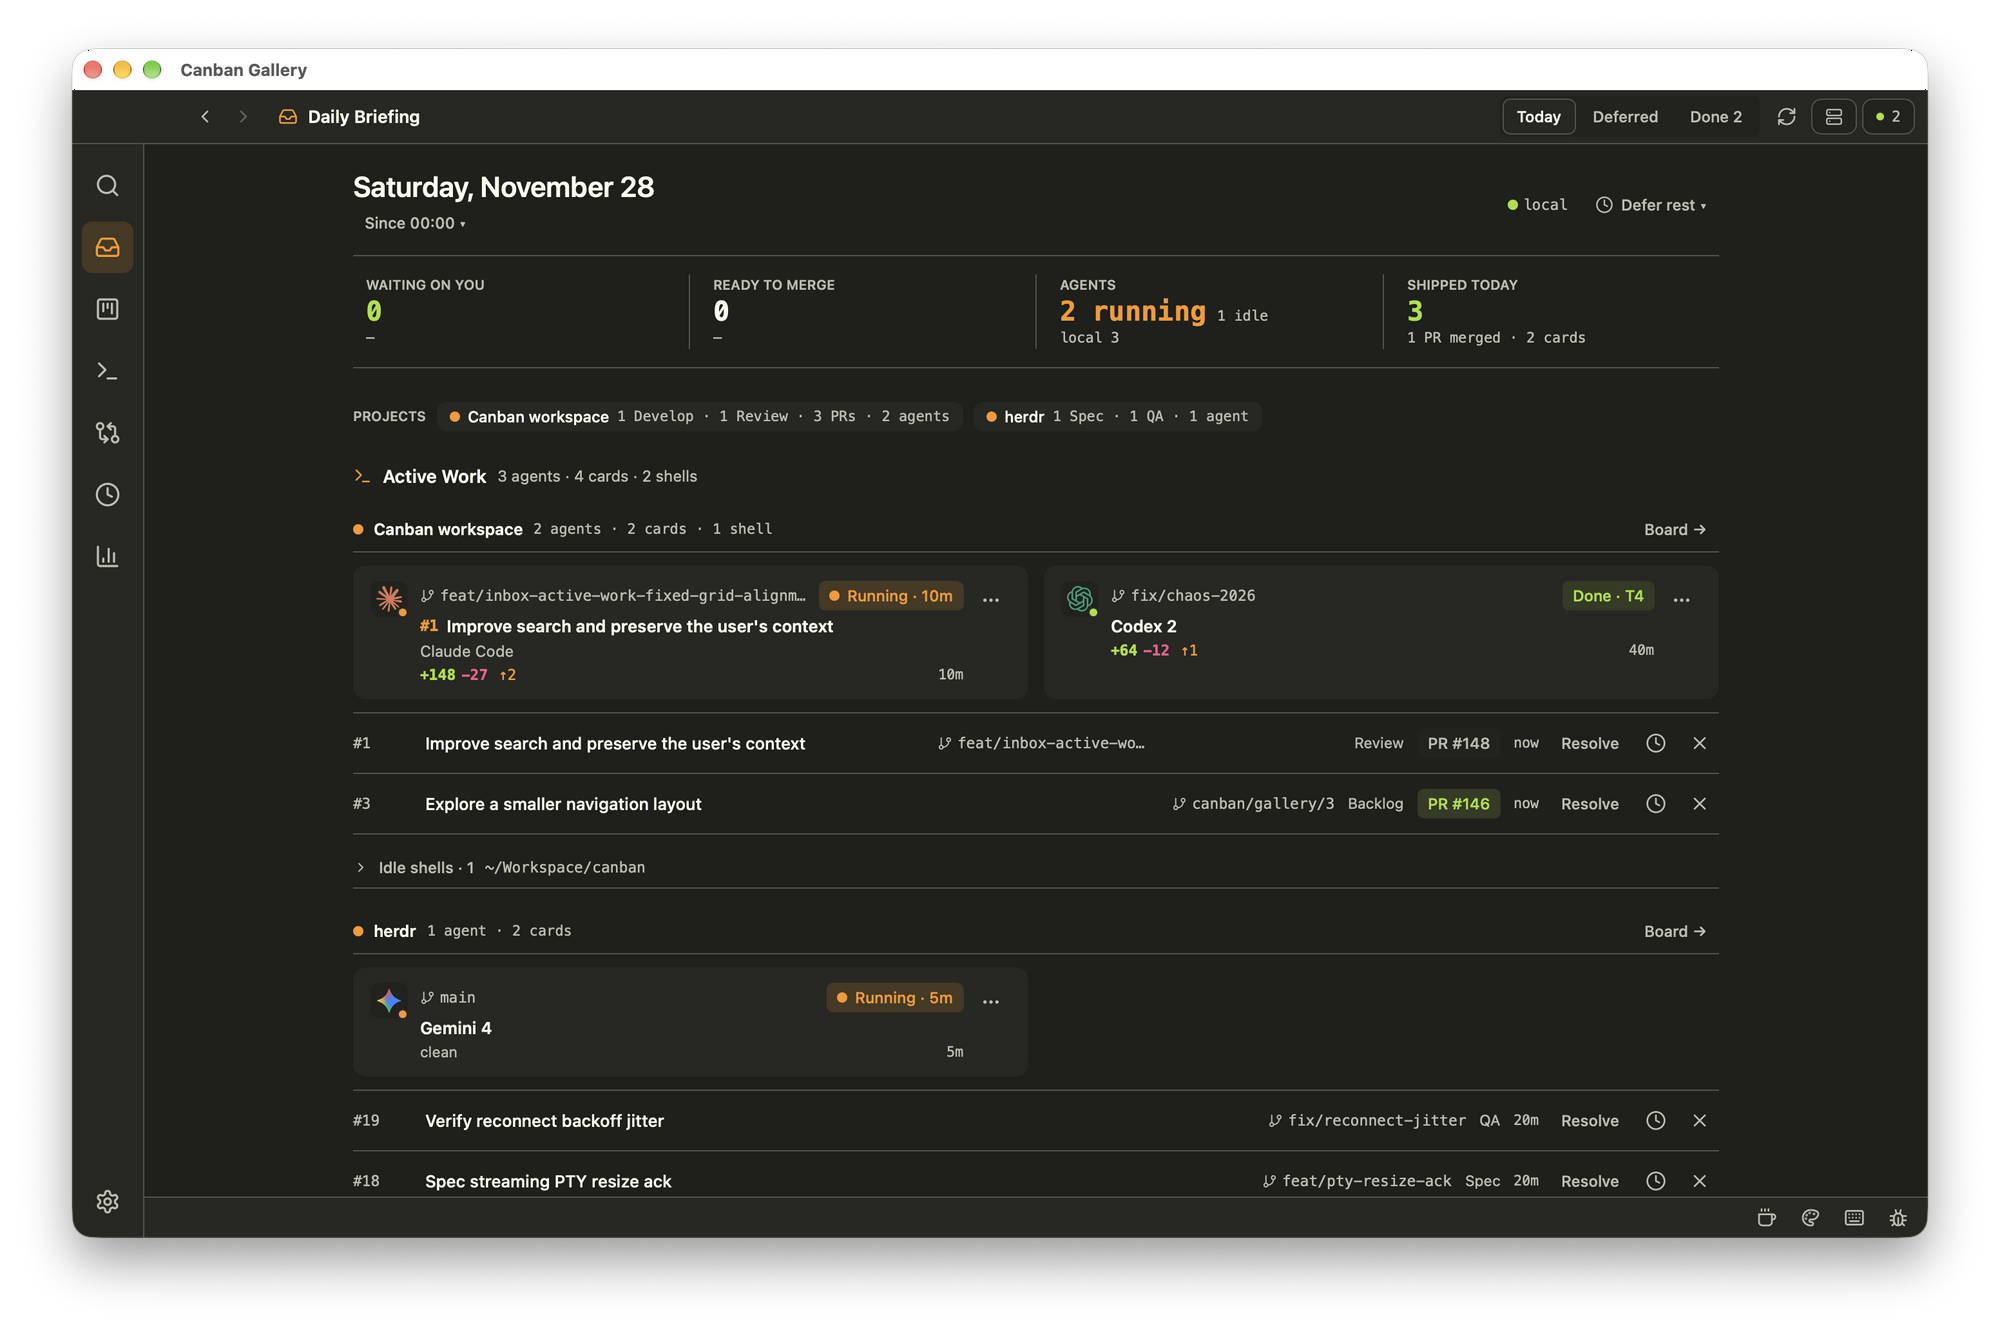 Canban Gallery
Daily Briefing
Today Deferred Done 2 2
Saturday, November 28
Since 00:00 ▾
local Defer rest ▾
WAITING ON YOU
0
–
READY TO MERGE
0
–
AGENTS
2 running 1 idle
local 3
SHIPPED TODAY
3
1 PR merged · 2 cards
PROJECTS Canban workspace 1 Develop · 1 Review · 3 PRs · 2 agents herdr 1 Spec · 1 QA · 1 agent
Active Work 3 agents · 4 cards · 2 shells
Canban workspace 2 agents · 2 cards · 1 shell Board →
feat/inbox-active-work-fixed-grid-alignm… Running · 10m …
#1 Improve search and preserve the user's context
Claude Code
+148 −27 ↑2 10m
fix/chaos-2026 Done · T4 …
Codex 2
+64 −12 ↑1 40m
#1 Improve search and preserve the user's context feat/inbox-active-wo… Review PR #148 now Resolve
#3 Explore a smaller navigation layout canban/gallery/3 Backlog PR #146 now Resolve
Idle shells · 1 ~/Workspace/canban
herdr 1 agent · 2 cards Board →
main Running · 5m …
Gemini 4
clean 5m
#19 Verify reconnect backoff jitter fix/reconnect-jitter QA 20m Resolve
#18 Spec streaming PTY resize ack feat/pty-resize-ack Spec 20m Resolve